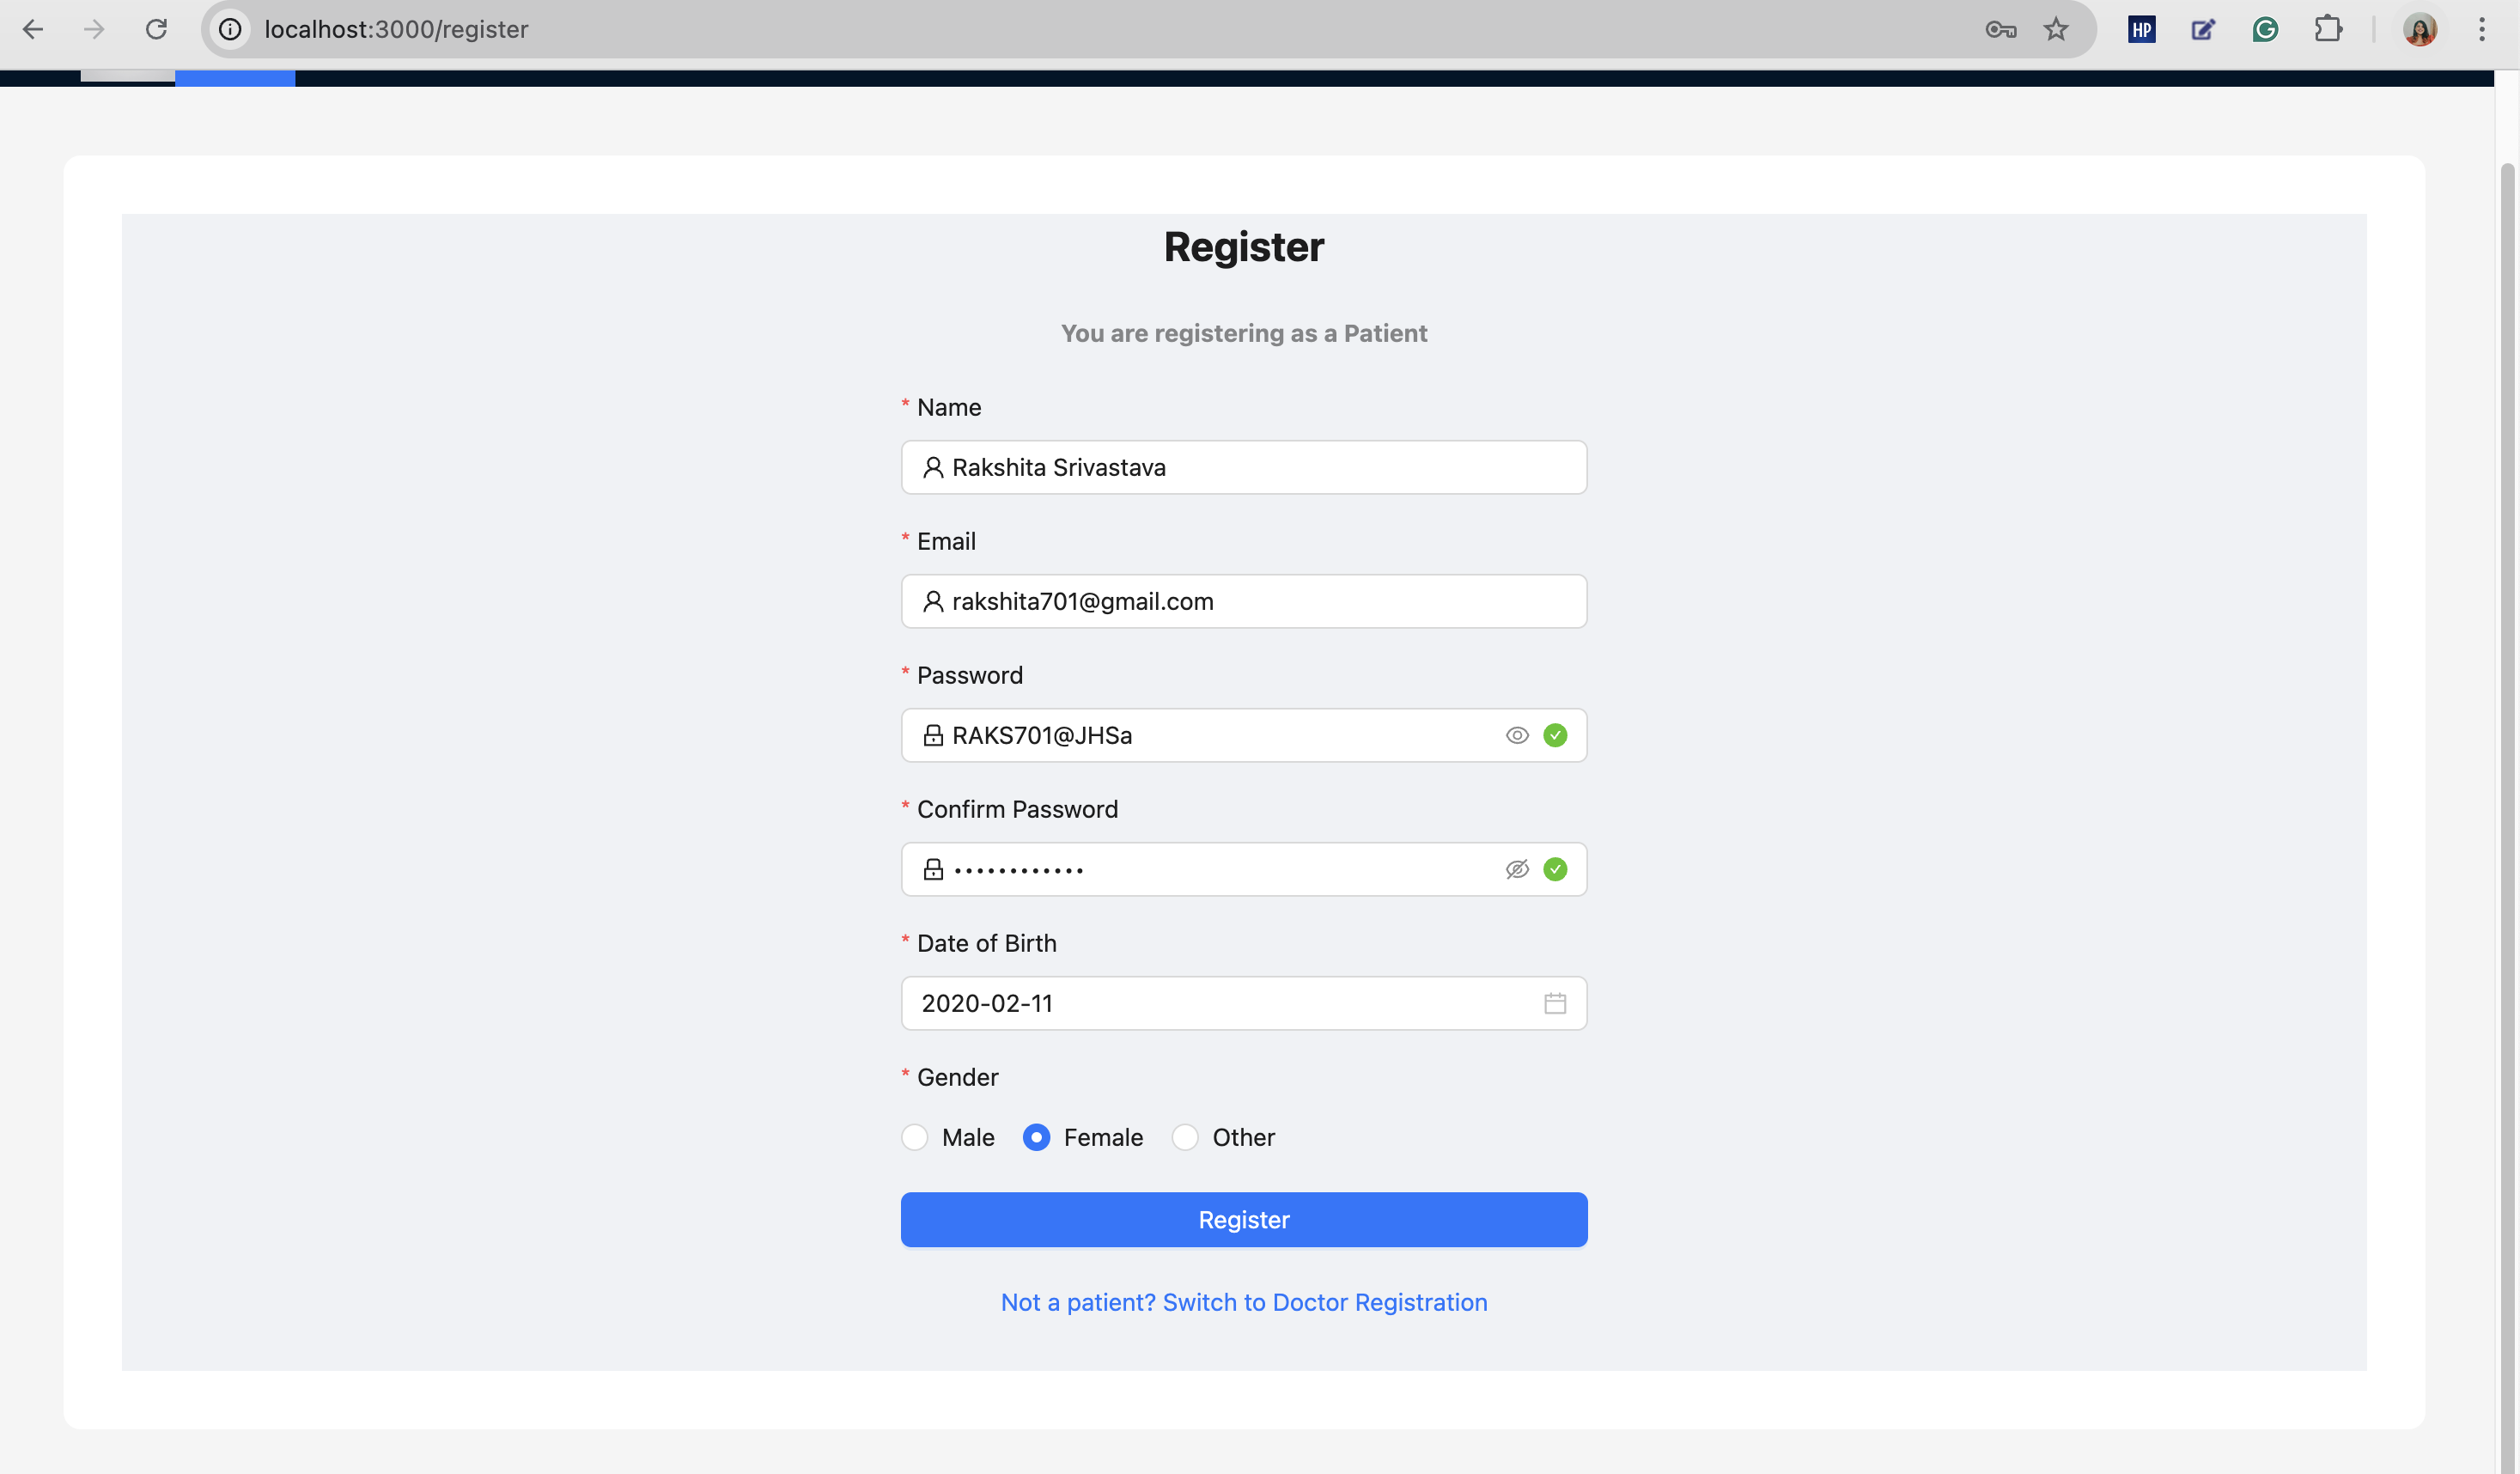 localhost:3000/register
HP
Register
You are registering as a Patient
* Name
Rakshita Srivastava
* Email
rakshita701@gmail.com
* Password
RAKS701@JHSa
* Confirm Password
••••••••••••
* Date of Birth
2020-02-11
* Gender
Male Female Other
Register
Not a patient? Switch to Doctor Registration